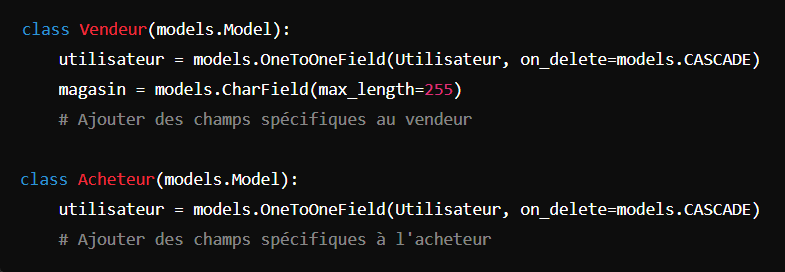 class Vendeur(models.Model):
    utilisateur = models.OneToOneField(Utilisateur, on_delete=models.CASCADE)
    magasin = models.CharField(max_length=255)
    # Ajouter des champs spécifiques au vendeur
class Acheteur(models.Model):
    utilisateur = models.OneToOneField(Utilisateur, on_delete=models.CASCADE)
    # Ajouter des champs spécifiques à l'acheteur